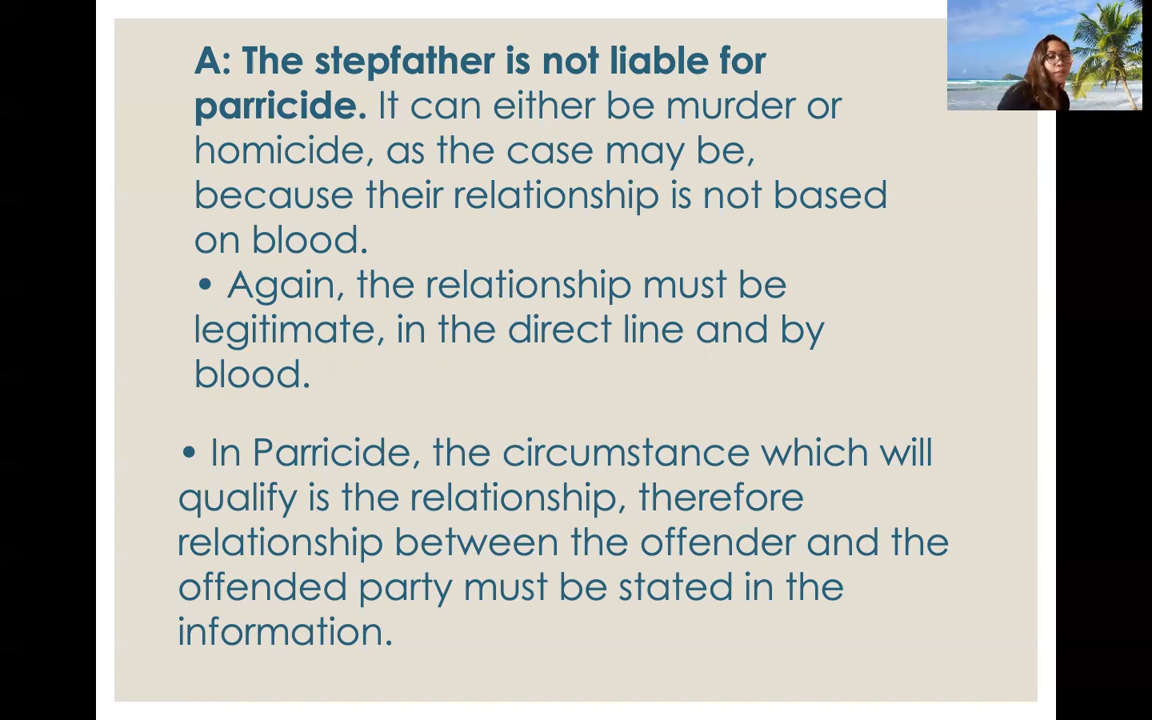 A: The stepfather is not liable for
parricide. It can either be murder or
homicide, as the case may be,
because their relationship is not based
on blood.
• Again, the relationship must be
legitimate, in the direct line and by
blood.
• In Parricide, the circumstance which will
qualify is the relationship, therefore
relationship between the offender and the
offended party must be stated in the
information.